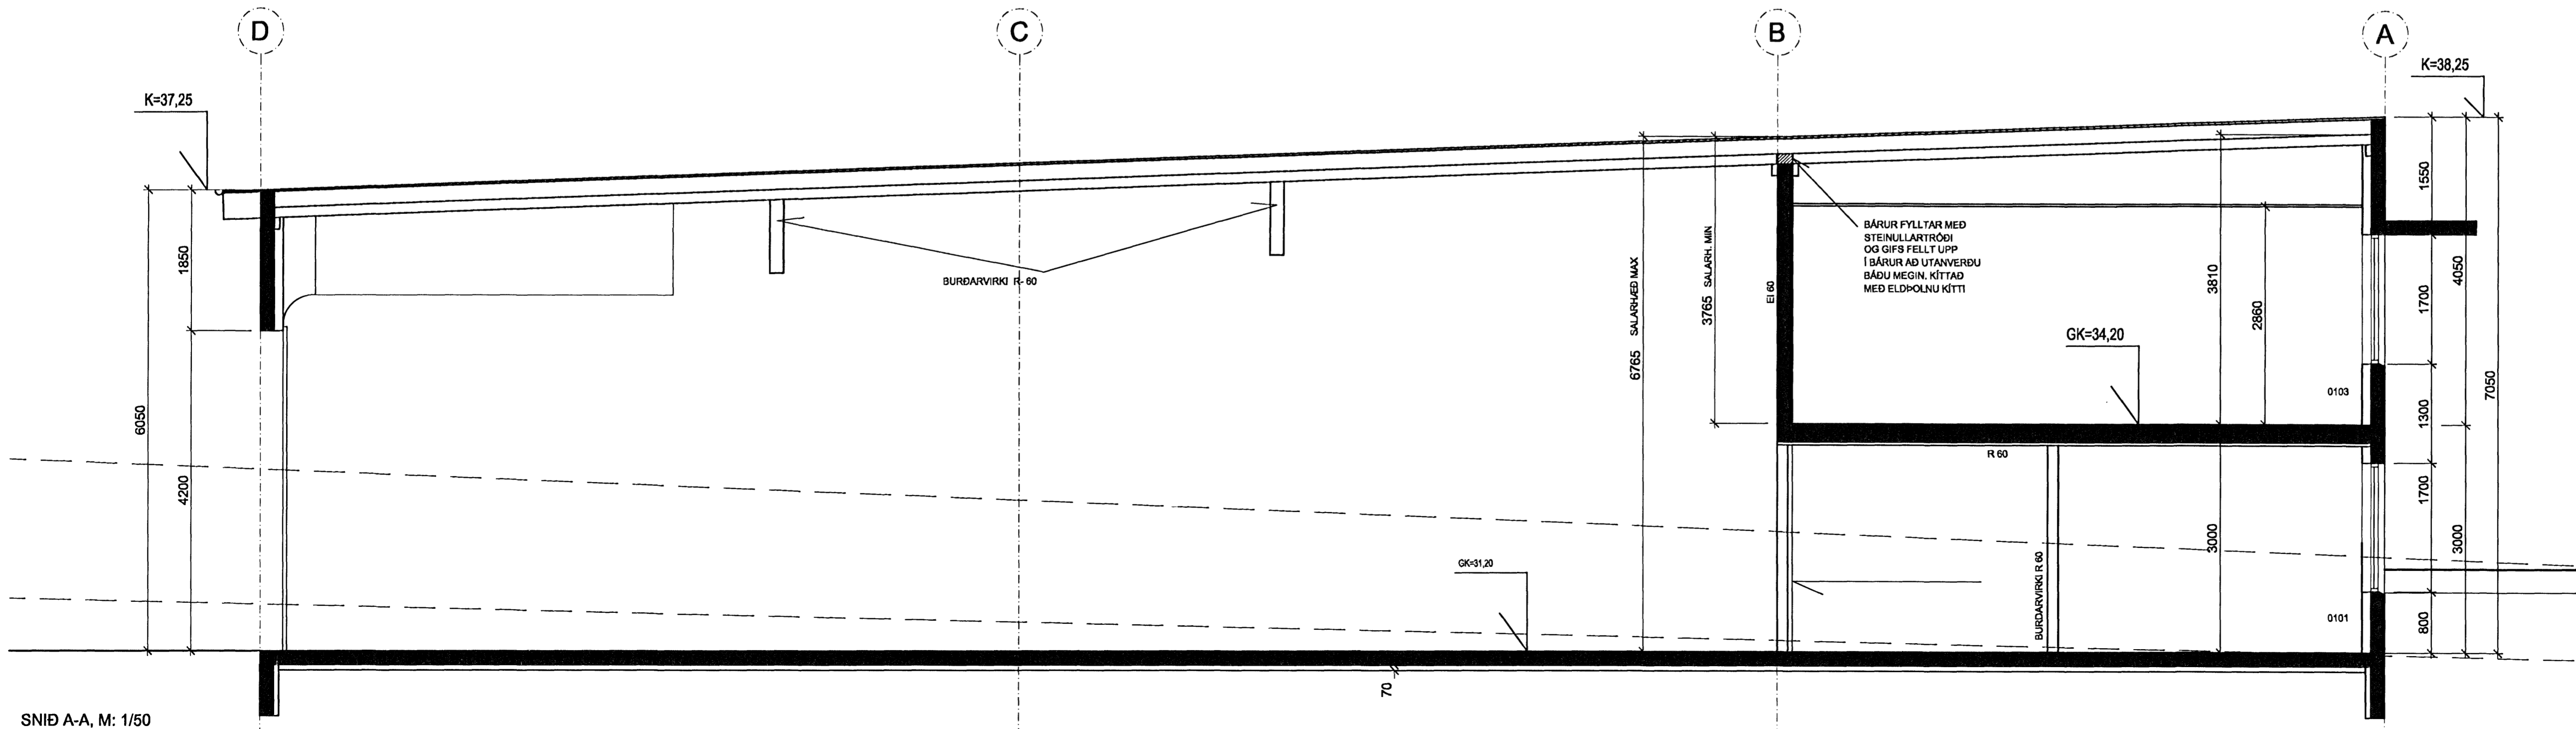 D
C
B
A
K=37,25
K=38,25
1850
6050
4200
BURÐARVIRKI R- 60
6765 SALARHÆÐ MAX
3765 SALARH. MIN
EI 60
BÁRUR FYLLTAR MEÐ
STEINULLARTRÓÐI
OG GIFS FELLT UPP
Í BÁRUR AÐ UTANVERÐU
BÁÐU MEGIN. KÍTTAÐ
MEÐ ELDÞOLNU KÍTTI
GK=34,20
3810
2860
0103
1550
1700
4050
1300
7050
R 60
1700
3000
3000
800
BURÐARVIRKI R 60
0101
GK=31,20
70
SNIÐ A-A, M: 1/50